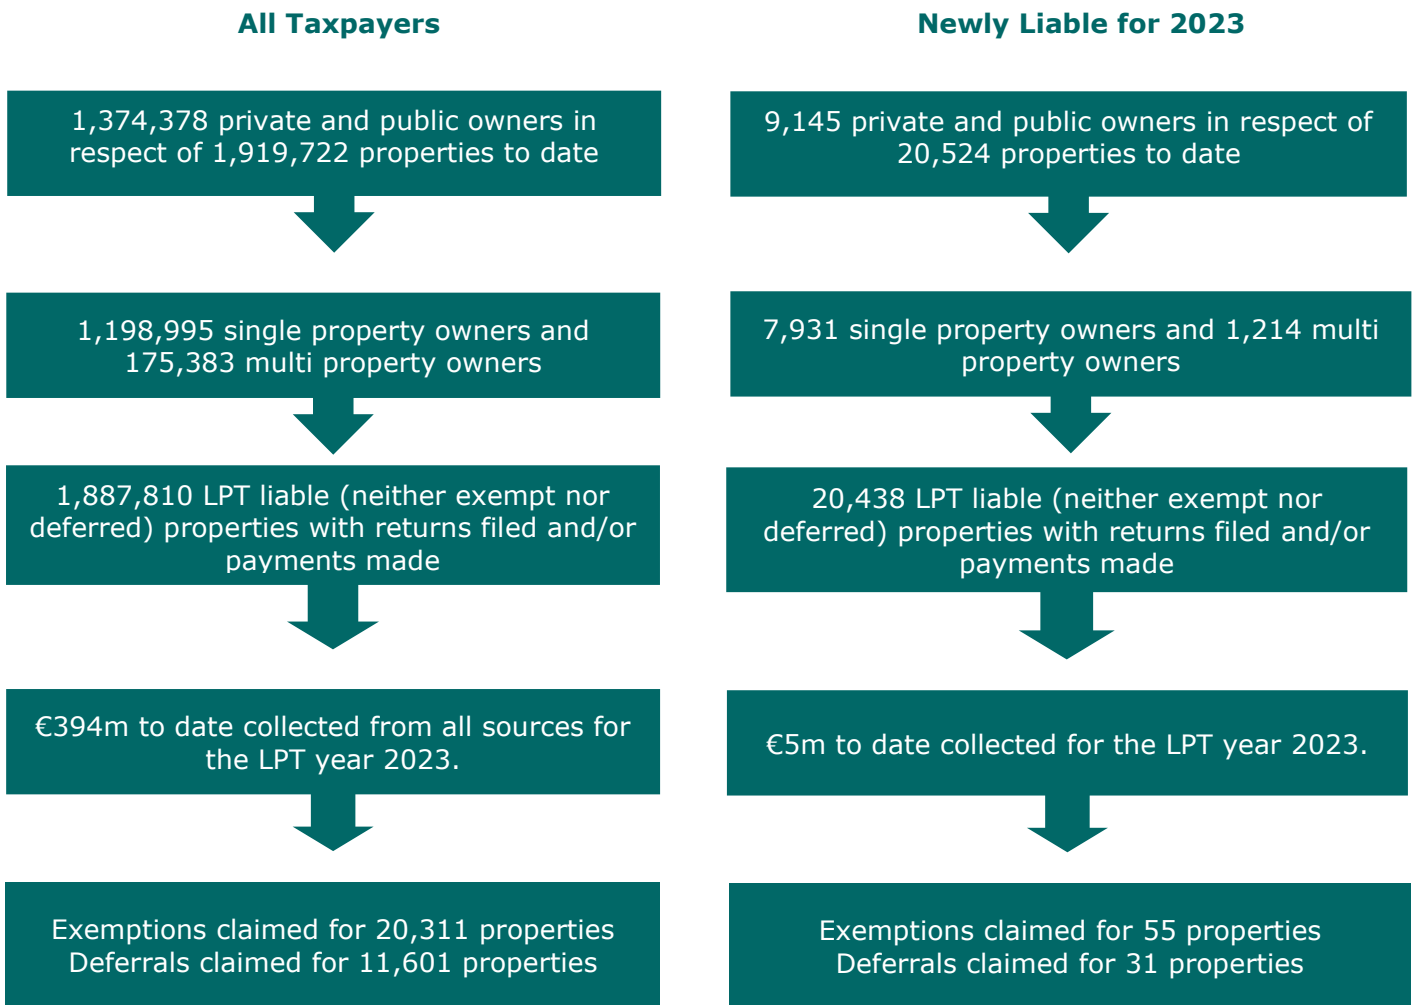 All Taxpayers
1,374,378 private and public owners in
respect of 1,919,722 properties to date
1,198,995 single property owners and
175,383 multi property owners
1,887,810 LPT liable (neither exempt nor
deferred) properties with returns filed and/or
payments made
€394m to date collected from all sources for
the LPT year 2023.
Exemptions claimed for 20,311 properties
Deferrals claimed for 11,601 properties
Newly Liable for 2023
9,145 private and public owners in respect of
20,524 properties to date
7,931 single property owners and 1,214 multi
property owners
20,438 LPT liable (neither exempt nor
deferred) properties with returns filed and/or
payments made
€5m to date collected for the LPT year 2023.
Exemptions claimed for 55 properties
Deferrals claimed for 31 properties